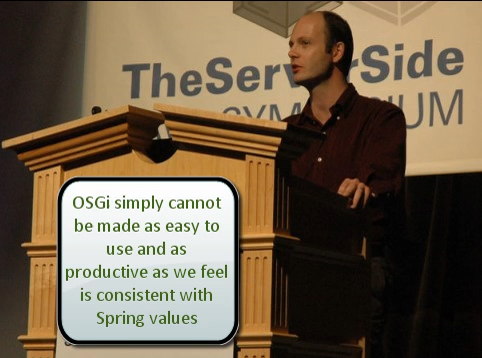 TheServerSide
SYMPOSIUM
OSGi simply cannot
be made as easy to
use and as
productive as we feel
is consistent with
Spring values